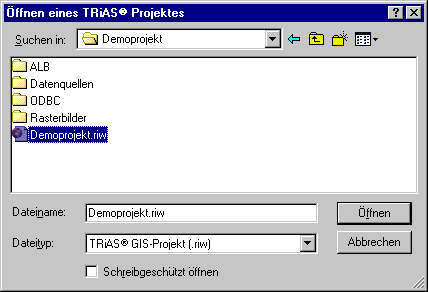 Öffnen eines TRiAS® Projektes
Suchen in: Demoprojekt
ALB
Datenquellen
ODBC
Rasterbilder
Demoprojekt.riw
Dateiname: Demoprojekt.riw Öffnen
Dateityp: TRiAS® GIS-Projekt (.riw) Abbrechen
Schreibgeschützt öffnen